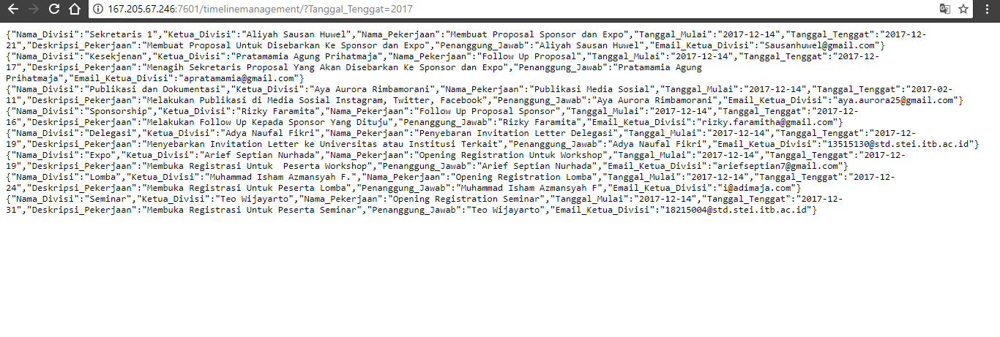 167.205.67.246:7601/timelinemanagement/?Tanggal_Tenggat=2017
{"Nama_Divisi":"Sekretaris 1","Ketua_Divisi":"Aliyah Sausan Huwel","Nama_Pekerjaan":"Membuat Proposal Sponsor dan Expo","Tanggal_Mulai":"2017-12-14","Tanggal_Tenggat":"2017-12-
21","Deskripsi_Pekerjaan":"Membuat Proposal Untuk Disebarkan Ke Sponsor dan Expo","Penanggung_Jawab":"Aliyah Sausan Huwel","Email_Ketua_Divisi":"Sausanhuwel@gmail.com"}
{"Nama_Divisi":"Kesekjenan","Ketua_Divisi":"Pratamamia Agung Prihatmaja","Nama_Pekerjaan":"Follow Up Proposal","Tanggal_Mulai":"2017-12-14","Tanggal_Tenggat":"2017-12-
17","Deskripsi_Pekerjaan":"Menagih Sekretaris Proposal Yang Akan Disebarkan Ke Sponsor dan Expo","Penanggung_Jawab":"Pratamamia Agung
Prihatmaja","Email_Ketua_Divisi":"apratamamia@gmail.com"}
{"Nama_Divisi":"Publikasi dan Dokumentasi","Ketua_Divisi":"Aya Aurora Rimbamorani","Nama_Pekerjaan":"Publikasi Media Sosial","Tanggal_Mulai":"2017-12-14","Tanggal_Tenggat":"2017-02-
11","Deskripsi_Pekerjaan":"Melakukan Publikasi di Media Sosial Instagram, Twitter, Facebook","Penanggung_Jawab":"Aya Aurora Rimbamorani","Email_Ketua_Divisi":"aya.aurora25@gmail.com"}
{"Nama_Divisi":"Sponsorship","Ketua_Divisi":"Rizky Faramita","Nama_Pekerjaan":"Follow Up Proposal Sponsor","Tanggal_Mulai":"2017-12-14","Tanggal_Tenggat":"2017-12-
16","Deskripsi_Pekerjaan":"Melakukan Follow Up Kepada Sponsor Yang Dituju","Penanggung_Jawab":"Rizky Faramita","Email_Ketua_Divisi":"rizky.faramitha@gmail.com"}
{"Nama_Divisi":"Delegasi","Ketua_Divisi":"Adya Naufal Fikri","Nama_Pekerjaan":"Penyebaran Invitation Letter Delegasi","Tanggal_Mulai":"2017-12-14","Tanggal_Tenggat":"2017-12-
19","Deskripsi_Pekerjaan":"Menyebarkan Invitation Letter ke Universitas atau Institusi Terkait","Penanggung_Jawab":"Adya Naufal Fikri","Email_Ketua_Divisi":"13515130@std.stei.itb.ac.id"}
{"Nama_Divisi":"Expo","Ketua_Divisi":"Arief Septian Nurhada","Nama_Pekerjaan":"Opening Registration Untuk Workshop","Tanggal_Mulai":"2017-12-14","Tanggal_Tenggat":"2017-12-
19","Deskripsi_Pekerjaan":"Membuka Registrasi Untuk  Peserta Workshop","Penanggung_Jawab":"Arief Septian Nurhada","Email_Ketua_Divisi":"ariefseptian7@gmail.com"}
{"Nama_Divisi":"Lomba","Ketua_Divisi":"Muhammad Isham Azmansyah F.","Nama_Pekerjaan":"Opening Registration Lomba","Tanggal_Mulai":"2017-12-14","Tanggal_Tenggat":"2017-12-
24","Deskripsi_Pekerjaan":"Membuka Registrasi Untuk Peserta Lomba","Penanggung_Jawab":"Muhammad Isham Azmansyah F","Email_Ketua_Divisi":"i@adimaja.com"}
{"Nama_Divisi":"Seminar","Ketua_Divisi":"Teo Wijayarto","Nama_Pekerjaan":"Opening Registration Seminar","Tanggal_Mulai":"2017-12-14","Tanggal_Tenggat":"2017-12-
31","Deskripsi_Pekerjaan":"Membuka Registrasi Untuk Peserta Seminar","Penanggung_Jawab":"Teo Wijayarto","Email_Ketua_Divisi":"18215004@std.stei.itb.ac.id"}